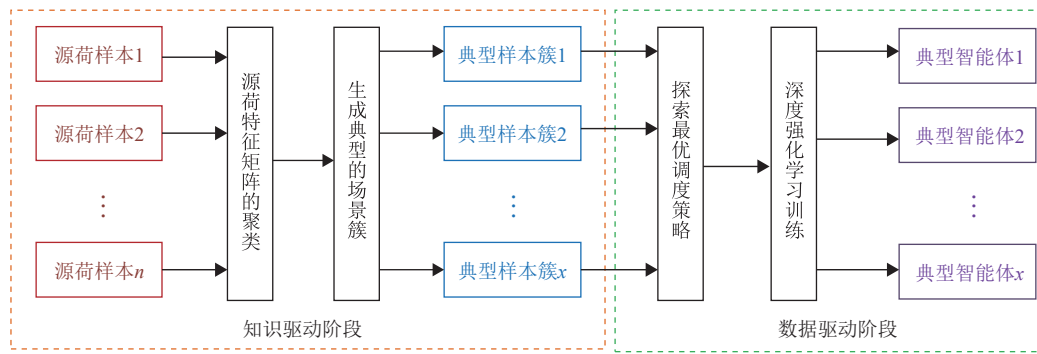 源荷样本1
源荷样本2
⋮
源荷样本n
源荷特征矩阵的聚类
生成典型的场景簇
典型样本簇1
典型样本簇2
⋮
典型样本簇x
知识驱动阶段
探索最优调度策略
深度强化学习训练
典型智能体1
典型智能体2
⋮
典型智能体x
数据驱动阶段